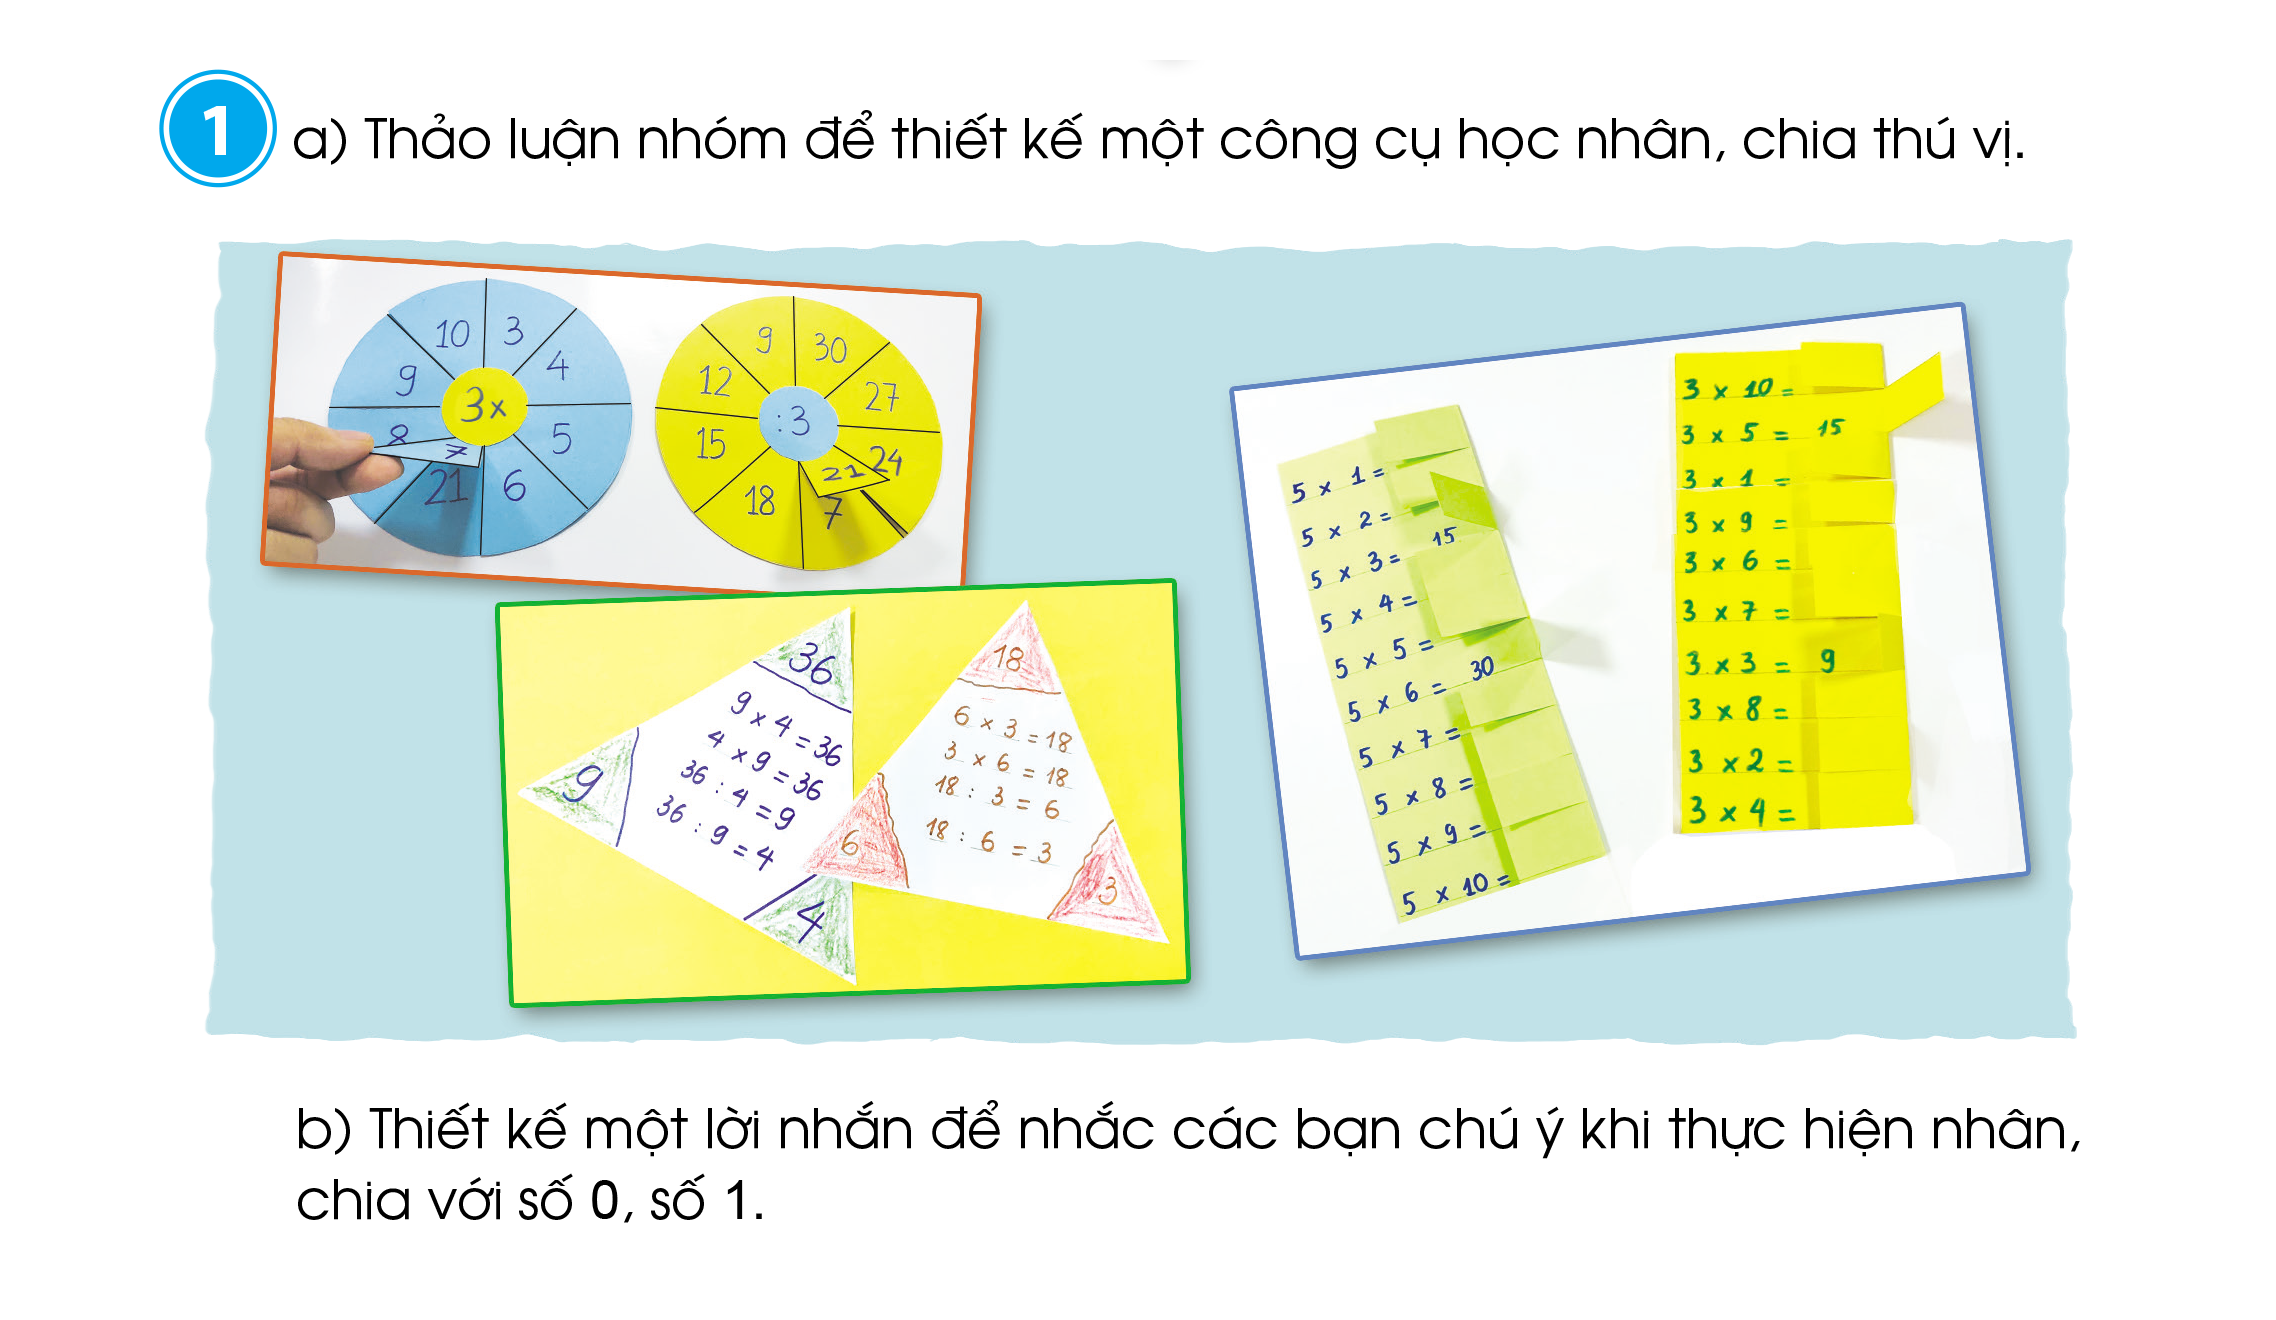 1
a) Thảo luận nhóm để thiết kế một công cụ học nhân, chia thú vị.
10
3
4
9
3x
5
8
7
21
6
9
30
12
27
:3
15
24
21
18
7
36
9 x 4 = 36
4 x 9 = 36
36 : 4 = 9
36 : 9 = 4
9
4
18
6 x 3 = 18
3 x 6 = 18
18 : 3 = 6
18 : 6 = 3
6
3
5 x 1 =
5 x 2 =
5 x 3 = 15
5 x 4 =
5 x 5 =
5 x 6 = 30
5 x 7 =
5 x 8 =
5 x 9 =
5 x 10 =
3 x 10 =
3 x 5 = 15
3 x 1 =
3 x 9 =
3 x 6 =
3 x 7 =
3 x 3 = 9
3 x 8 =
3 x 2 =
3 x 4 =
b) Thiết kế một lời nhắn để nhắc các bạn chú ý khi thực hiện nhân,
chia với số 0, số 1.